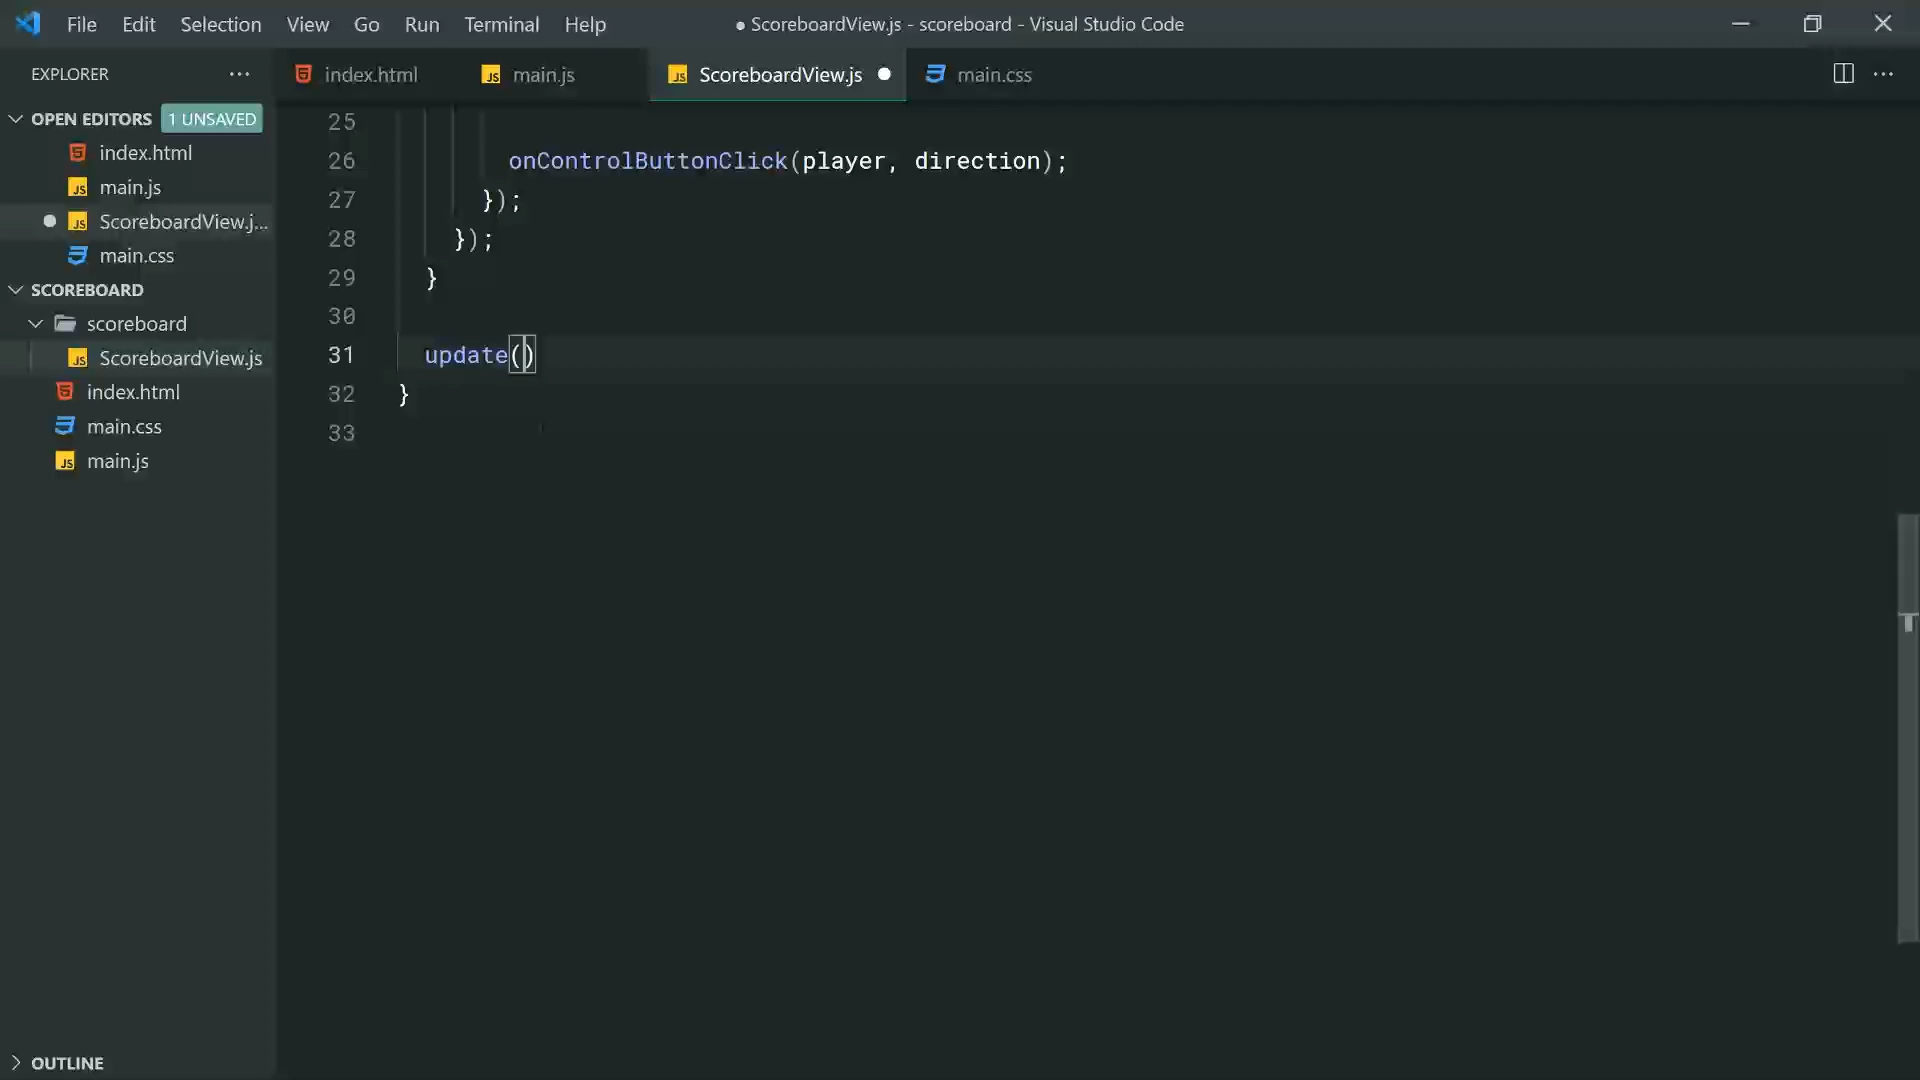 File Edit Selection View Go Run Terminal Help
● ScoreboardView.js - scoreboard - Visual Studio Code
EXPLORER
index.html
main.js
ScoreboardView.js
main.css
OPEN EDITORS 1 UNSAVED
index.html
main.js
ScoreboardView.j...
main.css
SCOREBOARD
scoreboard
ScoreboardView.js
index.html
main.css
main.js
OUTLINE
25
26 onControlButtonClick(player, direction);
27 });
28 });
29 }
30
31 update()
32 }
33